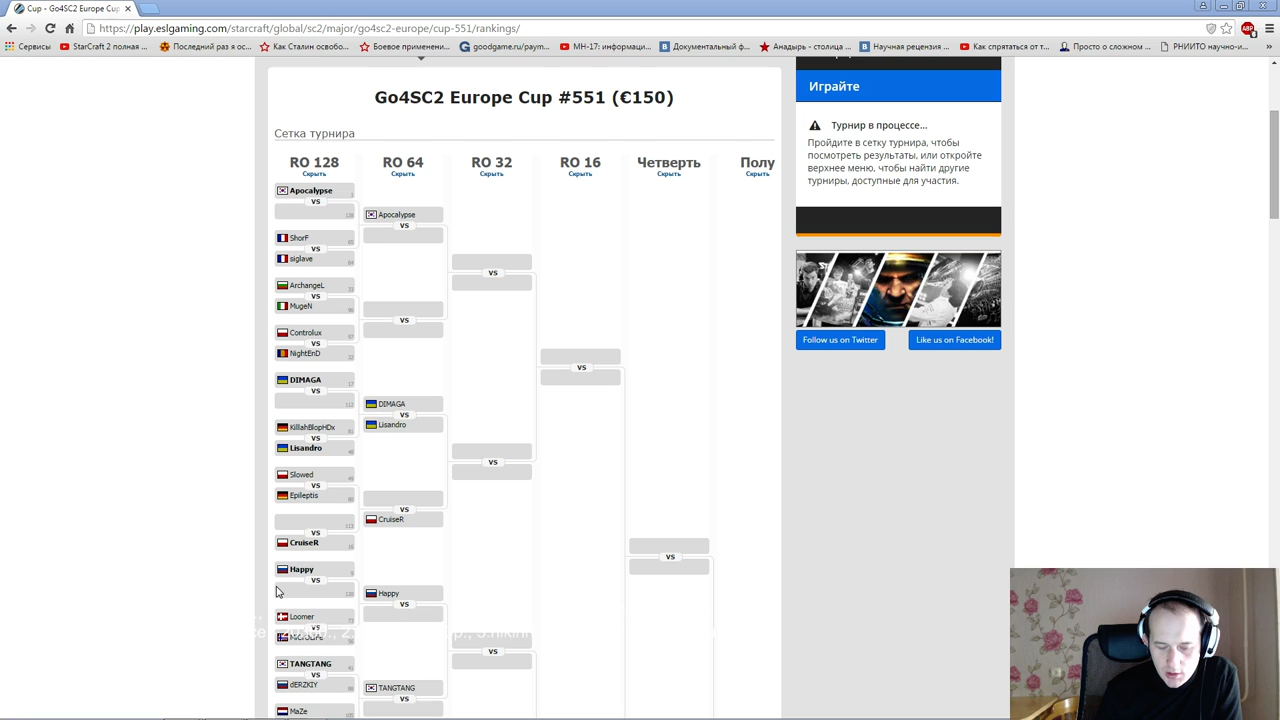 Cup - Go4SC2 Europe Cup
https://play.eslgaming.com/starcraft/global/sc2/major/go4sc2-europe/cup-551/rankings/
Сервисы
StarCraft 2 полная ...
Последний раз я ос...
Как Сталин освобо...
Боевое применени...
goodgame.ru/paym...
МН-17: информаци...
Документальный ф...
Анадырь - столица ...
Научная рецензия ...
Как спрятаться от т...
Просто о сложном ...
РНИИТО научно-и...
Go4SC2 Europe Cup #551 (€150)
Сетка турнира
RO 128
Скрыть
RO 64
Скрыть
RO 32
Скрыть
RO 16
Скрыть
Четверть
Скрыть
Полу
Скрыть
Apocalypse
VS
ShorF
VS
siglave
ArchangeL
VS
MugeN
Controlux
VS
NightEnD
DIMAGA
VS
KillahBlopHDx
VS
Lisandro
Slowed
VS
Epileptis
VS
CruiseR
Happy
VS
Loomer
VS
MicroLife
TANGTANG
VS
dERZKIY
MaZe
Apocalypse
VS
VS
DIMAGA
VS
Lisandro
VS
CruiseR
Happy
VS
TANGTANG
VS
VS
VS
VS
VS
VS
Играйте
Турнир в процессе...
Пройдите в сетку турнира, чтобы
посмотреть результаты, или откройте
верхнее меню, чтобы найти другие
турниры, доступные для участия.
Follow us on Twitter
Like us on Facebook!